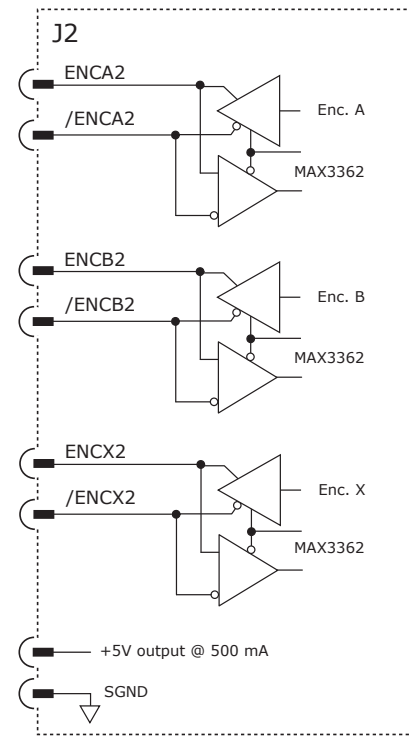 J2
ENCA2
/ENCA2
Enc. A
MAX3362
ENCB2
/ENCB2
Enc. B
MAX3362
ENCX2
/ENCX2
Enc. X
MAX3362
+5V output @ 500 mA
SGND